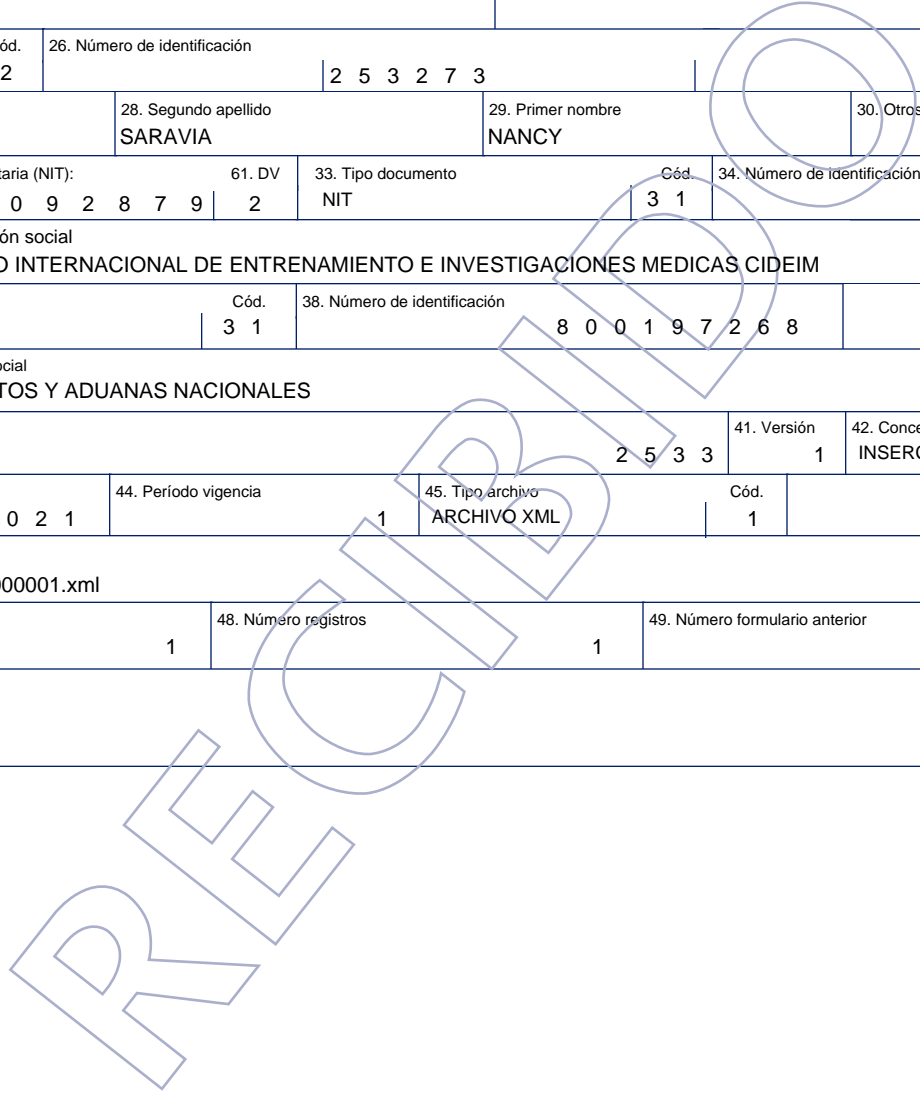 ód. 26. Número de identificación
2 2 5 3 2 7 3
28. Segundo apellido 29. Primer nombre 30. Otros
SARAVIA NANCY
taria (NIT): 61. DV 33. Tipo documento Cód. 34. Número de identificación
0 9 2 8 7 9 2 NIT 3 1
ón social
O INTERNACIONAL DE ENTRENAMIENTO E INVESTIGACIONES MEDICAS CIDEIM
Cód. 38. Número de identificación
3 1 8 0 0 1 9 7 2 6 8
ocial
TOS Y ADUANAS NACIONALES
41. Versión 42. Conce
2 5 3 3 1 INSERC
44. Período vigencia 45. Tipo archivo Cód.
0 2 1 1 ARCHIVO XML 1
000001.xml
48. Número registros 49. Número formulario anterior
1 1
RECIBIDO